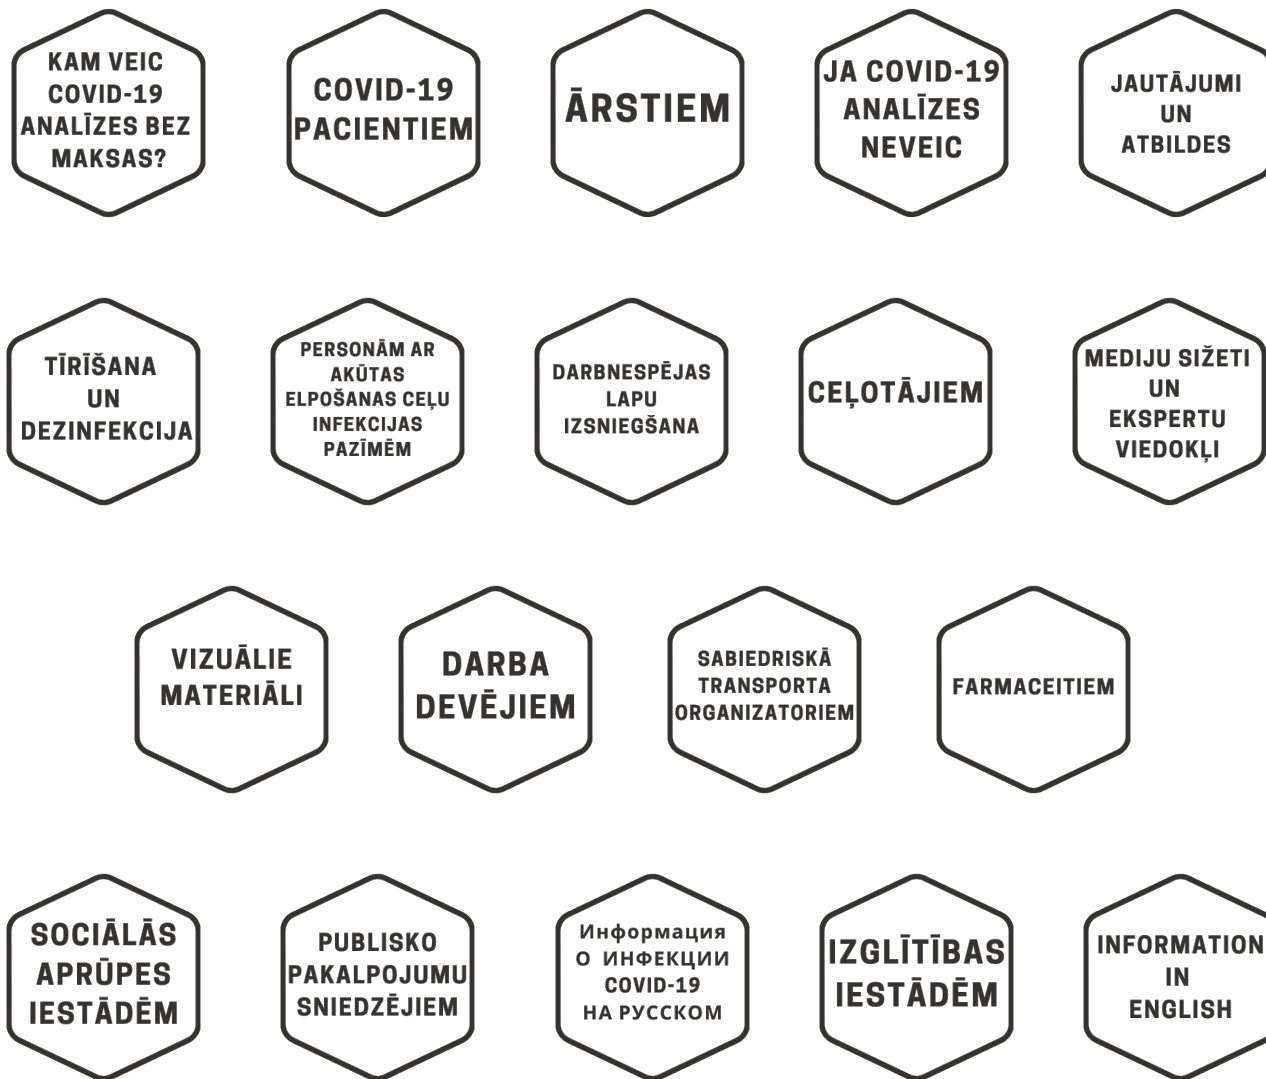 KAM VEIC
COVID-19
ANALĪZES BEZ
MAKSAS?
COVID-19
PACIENTIEM
ĀRSTIEM
JA COVID-19
ANALĪZES
NEVEIC
JAUTĀJUMI
UN
ATBILDES
TĪRĪŠANA
UN
DEZINFEKCIJA
PERSONĀM AR
AKŪTAS
ELPOŠANAS CEĻU
INFEKCIJAS
PAZĪMĒM
DARBNESPĒJAS
LAPU
IZSNIEGŠANA
CEĻOTĀJIEM
MEDIJU SIŽETI
UN
EKSPERTU
VIEDOKĻI
VIZUĀLIE
MATERIĀLI
DARBA
DEVĒJIEM
SABIEDRISKĀ
TRANSPORTA
ORGANIZATORIEM
FARMACEITIEM
SOCIĀLĀS
APRŪPES
IESTĀDĒM
PUBLISKO
PAKALPOJUMU
SNIEDZĒJIEM
Информация
О ИНФЕКЦИИ
COVID-19
НА РУССКОМ
IZGLĪTĪBAS
IESTĀDĒM
INFORMATION
IN
ENGLISH